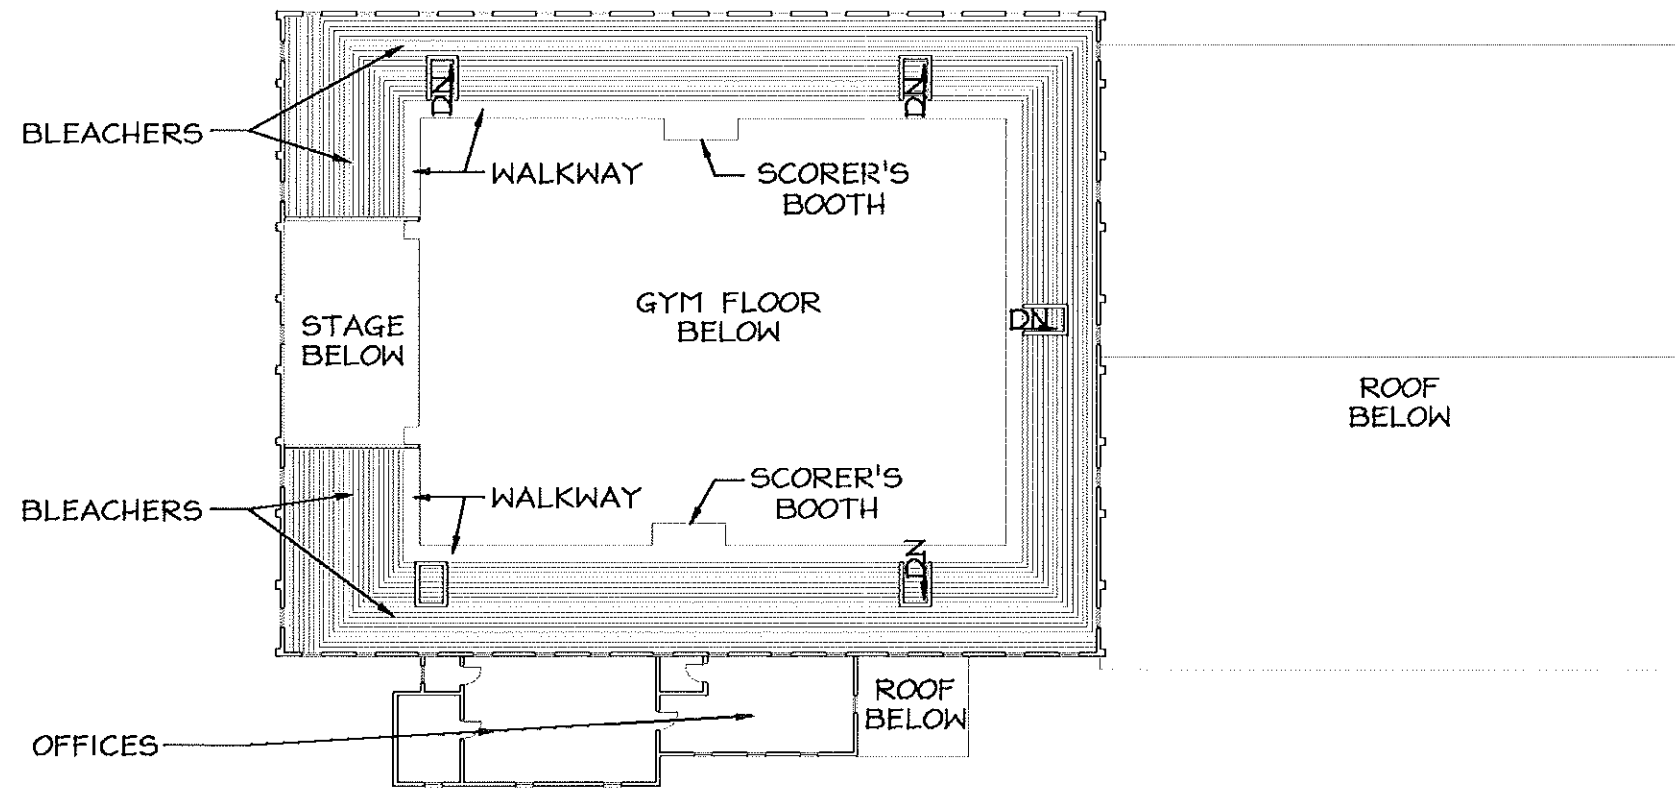 DN
DN
BLEACHERS
WALKWAY
SCORER'S
BOOTH
STAGE
BELOW
GYM FLOOR
BELOW
DN
ROOF
BELOW
BLEACHERS
WALKWAY
SCORER'S
BOOTH
DN
OFFICES
ROOF
BELOW